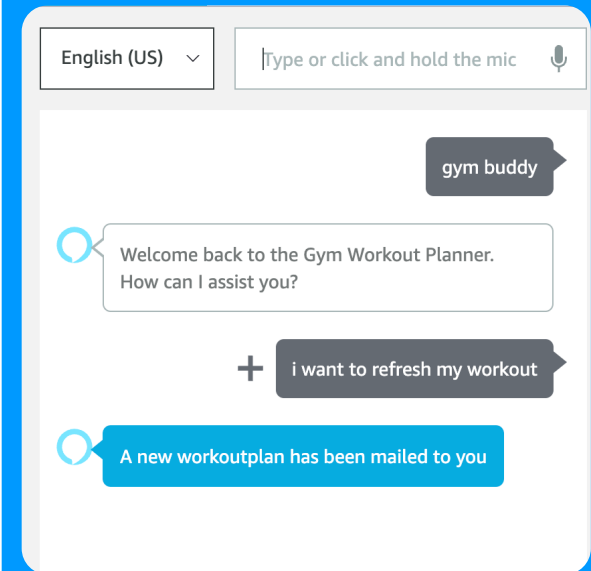 English (US)
Type or click and hold the mic
gym buddy
Welcome back to the Gym Workout Planner.
How can I assist you?
i want to refresh my workout
A new workoutplan has been mailed to you